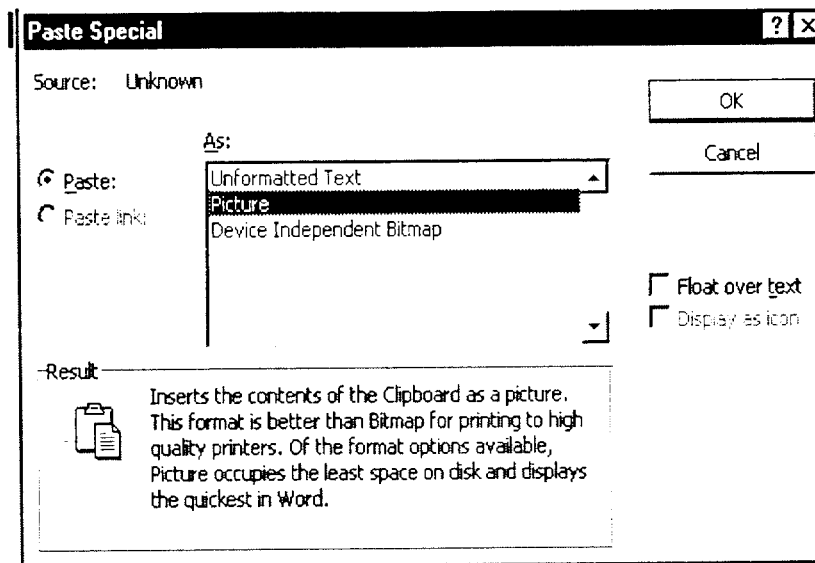 Paste Special
Source: Unknown
OK
As:
Cancel
Paste:
Unformatted Text
Picture
Paste link:
Device Independent Bitmap
Float over text
Display as icon
Result
Inserts the contents of the Clipboard as a picture.
This format is better than Bitmap for printing to high
quality printers. Of the format options available,
Picture occupies the least space on disk and displays
the quickest in Word.